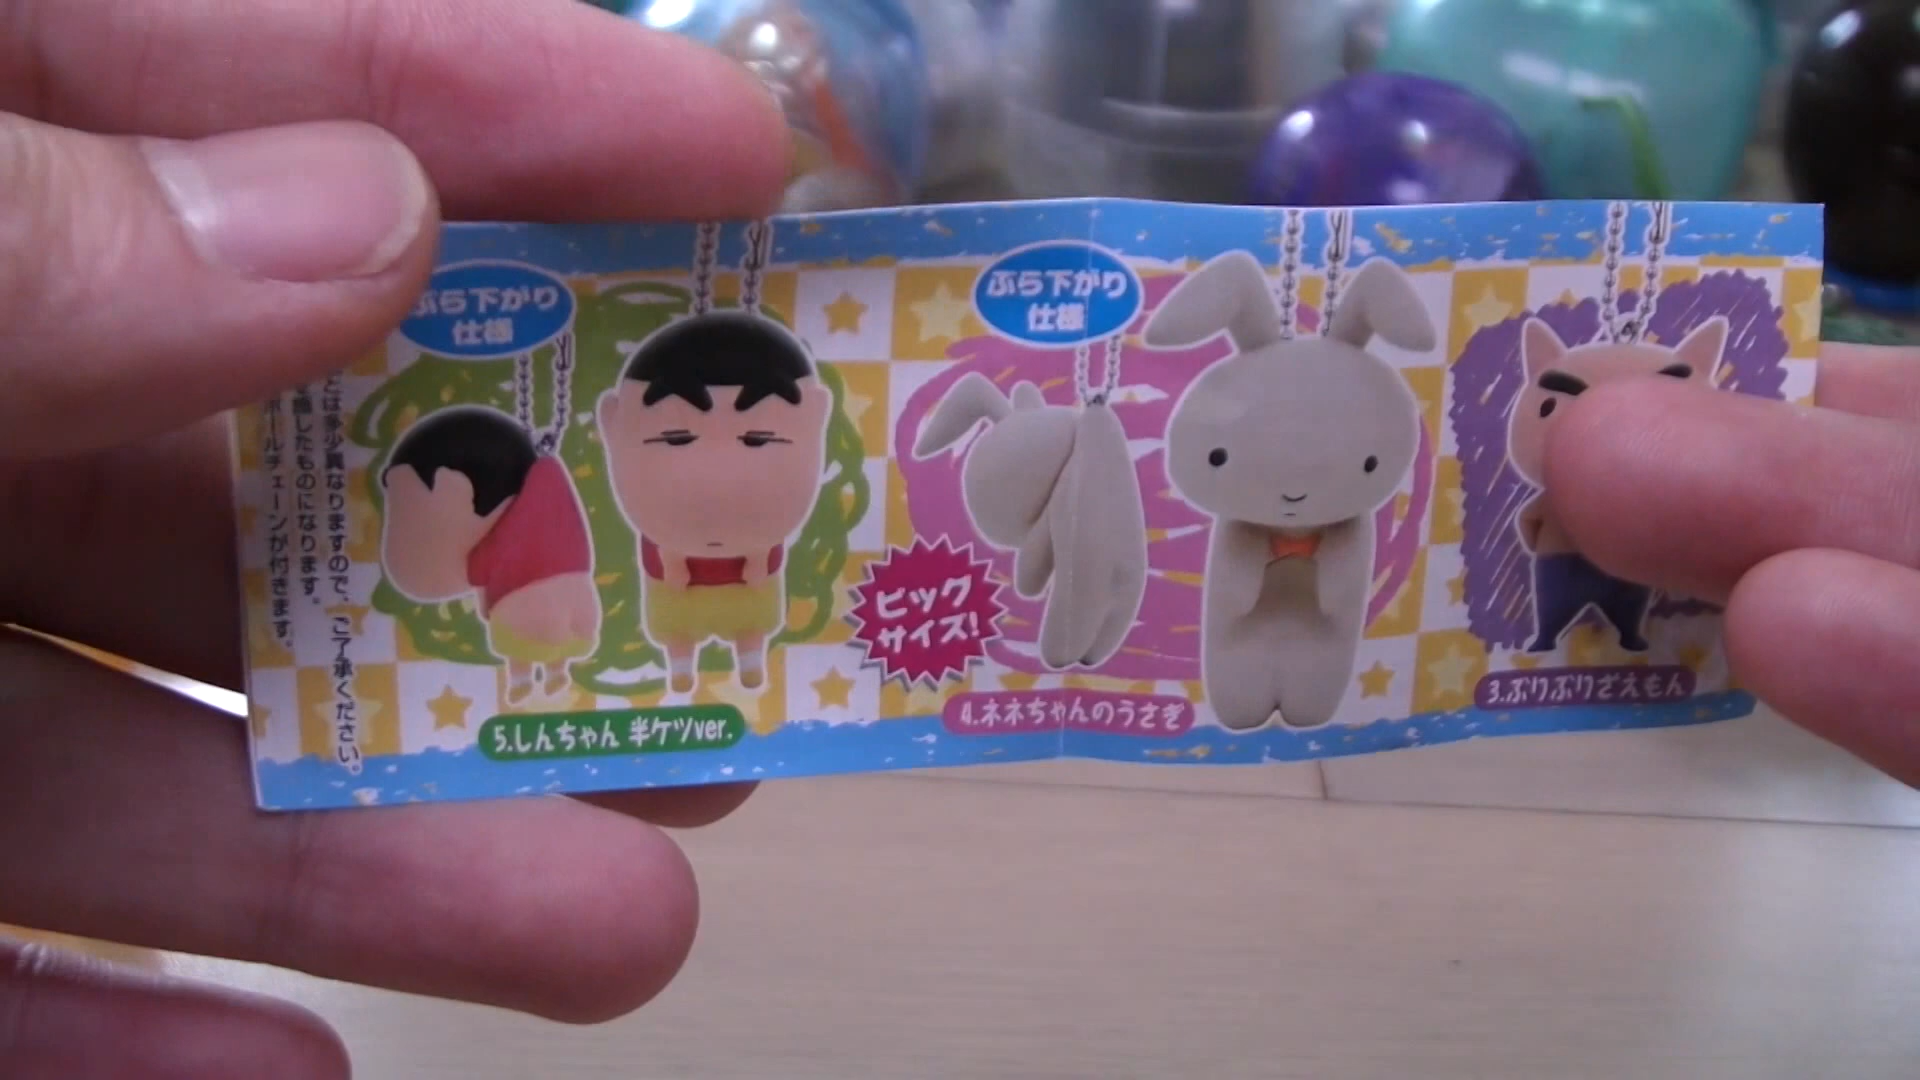 とは多少異なりますので、ご了承ください。
影したものになります。
ボールチェーンが付きます。
ぶら下がり
仕様
5.しんちゃん 半ケツver.
ビック
サイズ!
ぶら下がり
仕様
4.ネネちゃんのうさぎ
3.ぶりぶりざえもん